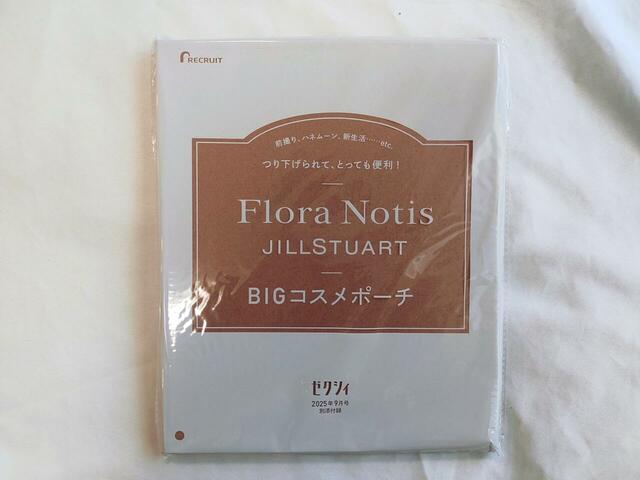 RECRUIT
前撮り、ハネムーン、新生活……etc.
つり下げられて、とっても便利！
Flora Notis
JILLSTUART
BIGコスメポーチ
ゼクシィ
2025年9月号
別添付録